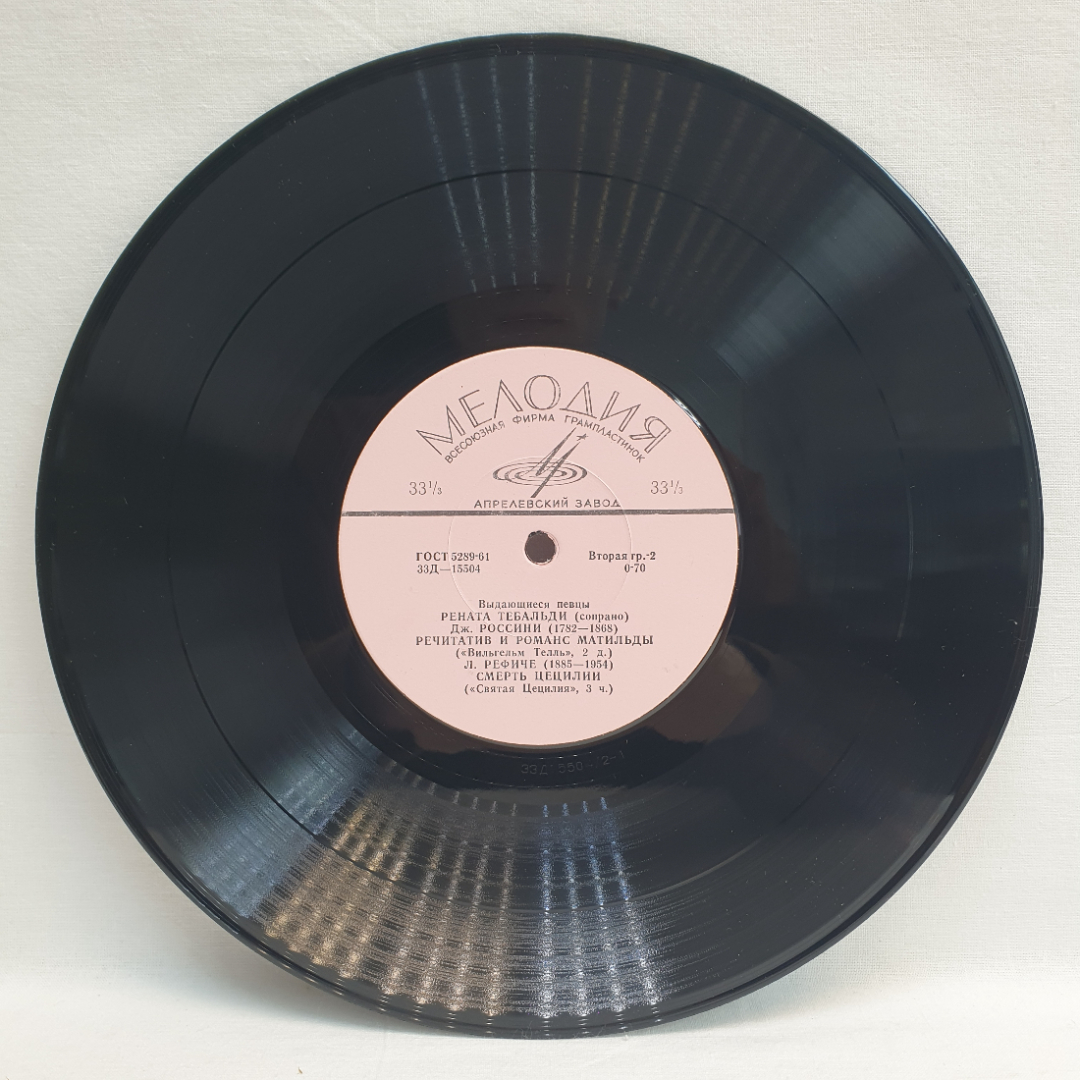 МЕЛОДИЯ
ВСЕСОЮЗНАЯ ФИРМА ГРАМПЛАСТИНОК
33⅓ 33⅓
АПРЕЛЕВСКИЙ ЗАВОД
ГОСТ 5289-61 Вторая гр.-2
33Д—15504 0-70
Выдающиеся певцы
РЕНАТА ТЕБАЛЬДИ (сопрано)
Дж. РОССИНИ (1782—1868)
РЕЧИТАТИВ И РОМАНС МАТИЛЬДЫ
(«Вильгельм Телль», 2 д.)
Л. РЕФИЧЕ (1885—1954)
СМЕРТЬ ЦЕЦИЛИИ
(«Святая Цецилия», 3 ч.)